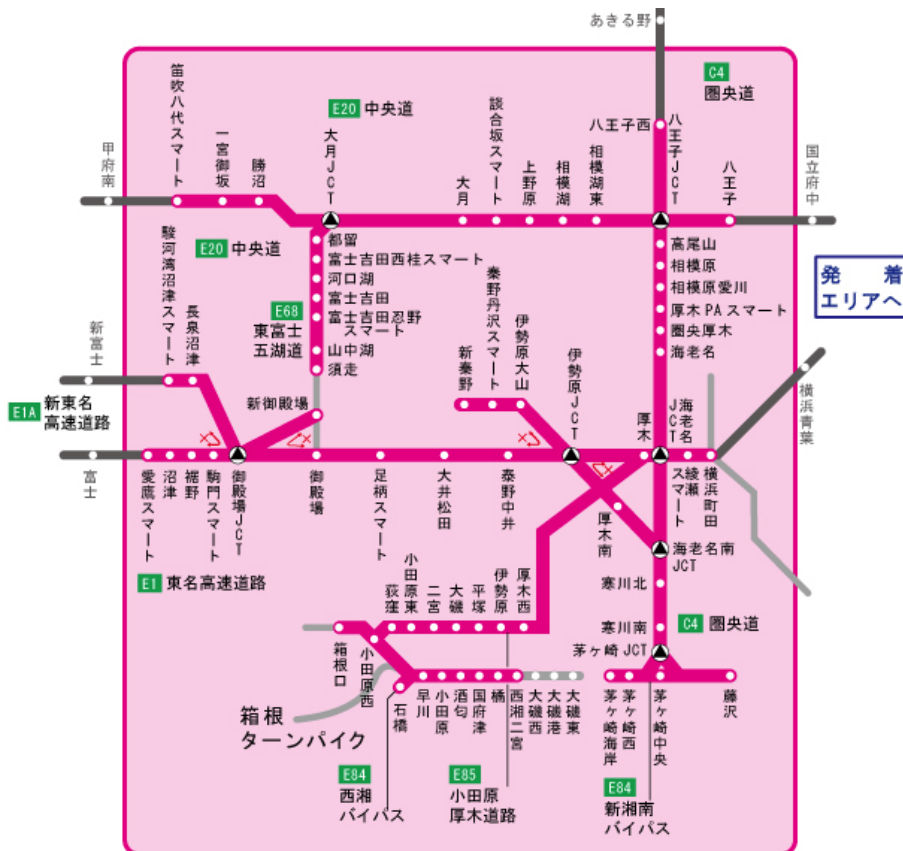 あきる野
C4
圏央道
E20 中央道
笛吹八代スマート
一宮御坂
勝沼
大月JCT
大月
談合坂スマート
上野原
相模湖
相模湖東
八王子西
八王子JCT
八王子
国立府中
甲府南
E20 中央道
都留
富士吉田西桂スマート
河口湖
富士吉田
富士吉田忍野
スマート
山中湖
須走
E68
東富士
五湖道
高尾山
相模原
相模原愛川
厚木PAスマート
圏央厚木
海老名
発 着
エリアへ
駿河湾沼津スマート
長泉沼津
新富士
E1A 新東名
高速道路
新御殿場
新秦野
秦野丹沢スマート
伊勢原大山
伊勢原JCT
厚木
海老名
JCT
横浜青葉
富士
愛鷹スマート
沼津
裾野
駒門スマート
御殿場JCT
御殿場
足柄スマート
大井松田
秦野中井
厚木南
綾瀬
スマート
横浜町田
E1 東名高速道路
海老名南
JCT
寒川北
寒川南
C4 圏央道
茅ヶ崎JCT
箱根口
小田原西
荻窪
小田原東
二宮
大磯
平塚
伊勢原
厚木西
石橋
早川
小田原
酒匂
国府津
橘
西湘二宮
大磯西
大磯港
大磯東
茅ヶ崎海岸
茅ヶ崎西
茅ヶ崎中央
藤沢
箱根
ターンパイク
E84
西湘
バイパス
E85
小田原
厚木道路
E84
新湘南
バイパス